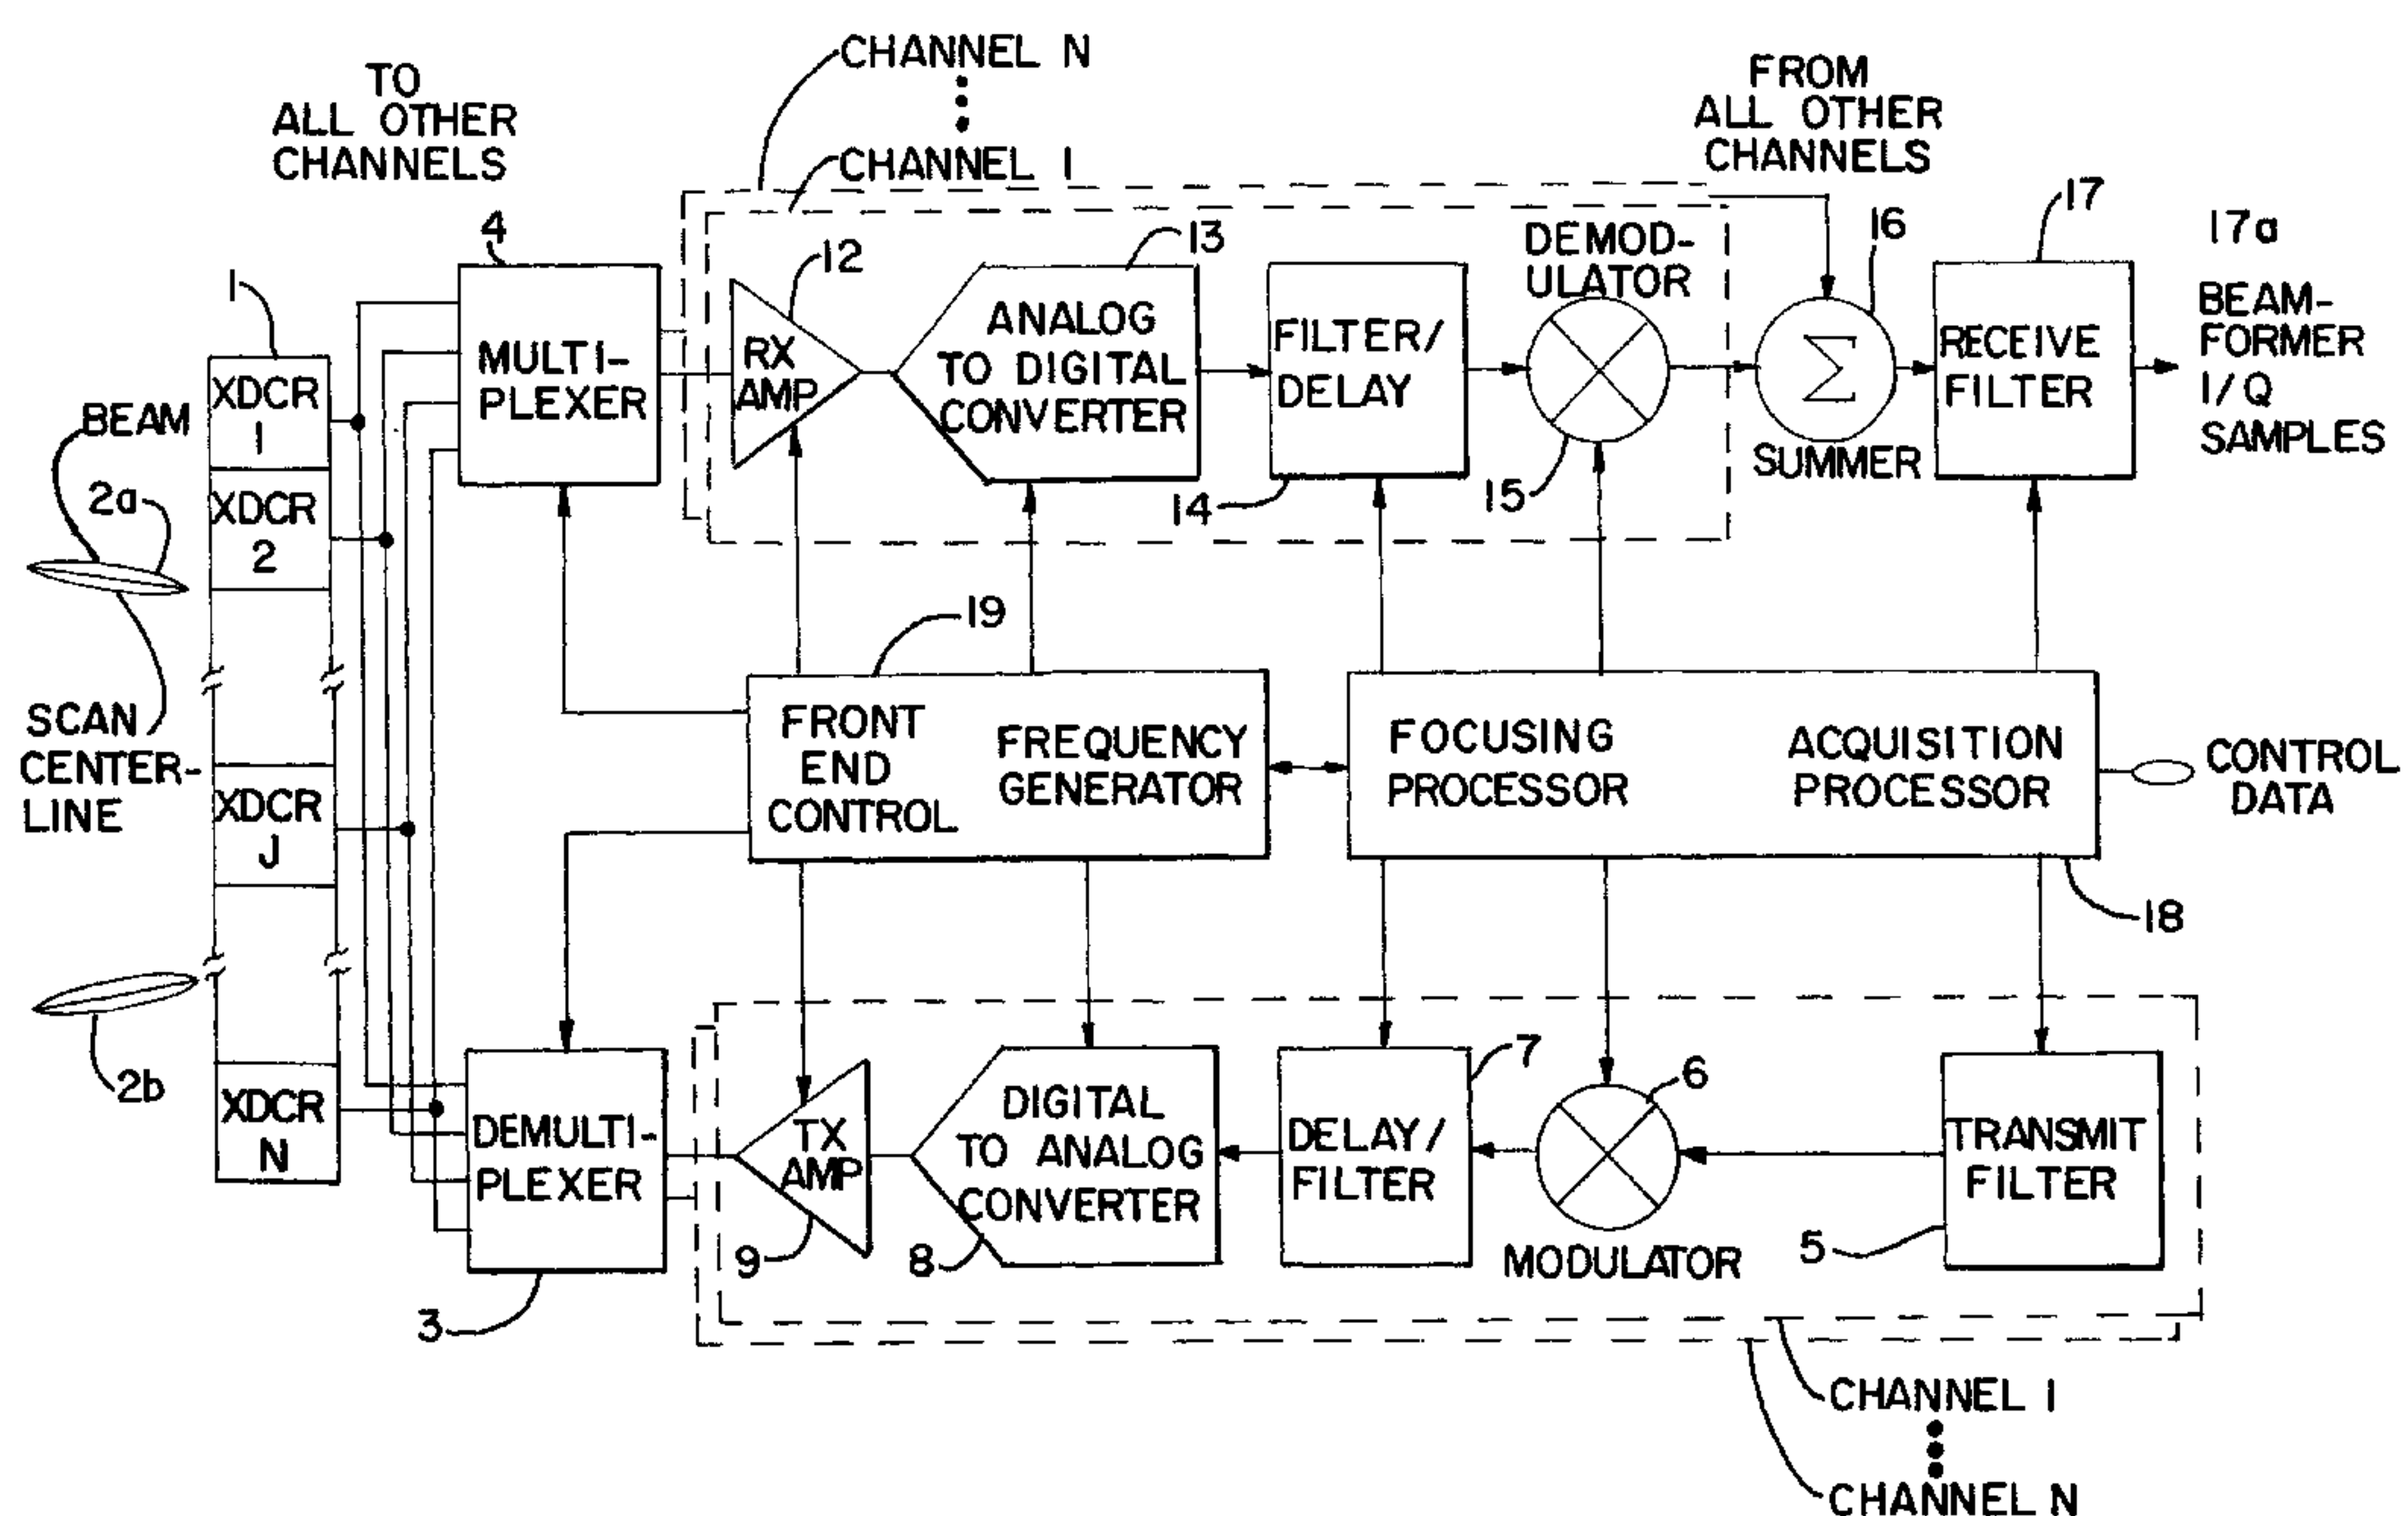 TO
ALL OTHER
CHANNELS
CHANNEL N
CHANNEL 1
FROM
ALL OTHER
CHANNELS
1
4
12
13
DEMOD-
ULATOR
16
17
17a
BEAM-
FORMER
I/Q
SAMPLES
MULTI-
PLEXER
RX
AMP
ANALOG
TO DIGITAL
CONVERTER
FILTER/
DELAY
14
15
Σ
SUMMER
RECEIVE
FILTER
XDCR
1
BEAM
2a
XDCR
2
SCAN
CENTER-
LINE
XDCR
J
2b
XDCR
N
19
FRONT
END
CONTROL
FREQUENCY
GENERATOR
FOCUSING
PROCESSOR
ACQUISITION
PROCESSOR
CONTROL
DATA
18
DEMULTI-
PLEXER
3
TX
AMP
9
DIGITAL
TO ANALOG
CONVERTER
8
DELAY/
FILTER
7
6
MODULATOR
TRANSMIT
FILTER
5
CHANNEL 1
CHANNEL N